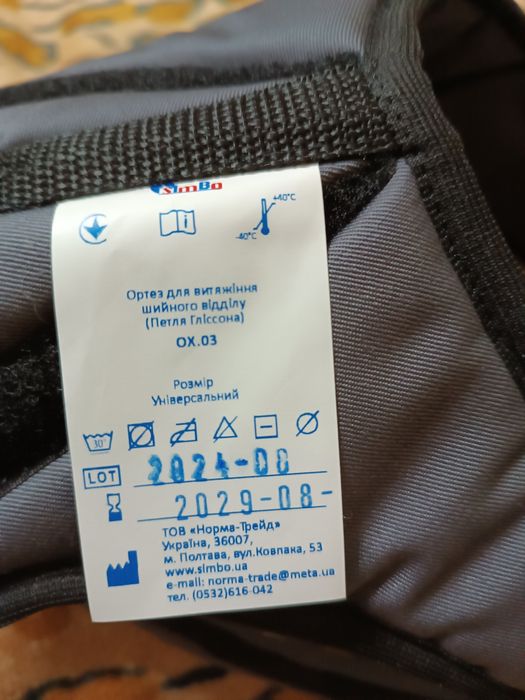 SimBo
+40°C
-40°C
Ортез для витяжіння
шийного відділу
(Петля Гліссона)
ОХ.03
Розмір
Універсальний
30°
LOT 2024-08
2029-08-
ТОВ «Норма-Трейд»
Україна, 36007,
м. Полтава, вул.Ковпака, 53
www.simbo.ua
e-mail: norma-trade@meta.ua
тел. (0532)616-042